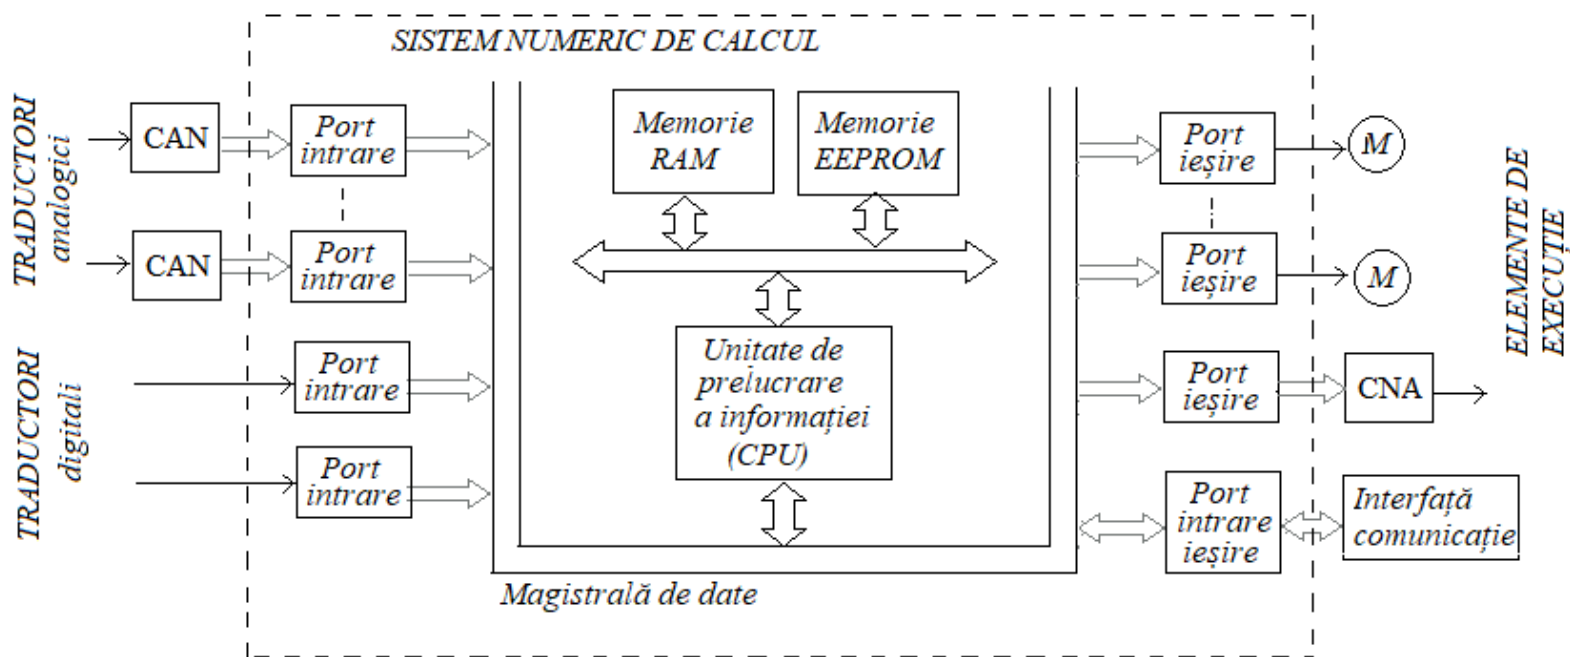 SISTEM NUMERIC DE CALCUL
TRADUCTORI
analogici
CAN
Port
intrare
CAN
Port
intrare
TRADUCTORI
digitali
Port
intrare
Port
intrare
Memorie
RAM
Memorie
EEPROM
Unitate de
prelucrare
a informației
(CPU)
Magistrală de date
Port
ieșire
M
Port
ieșire
M
Port
ieșire
CNA
Port
intrare
ieșire
Interfață
comunicație
ELEMENTE DE
EXECUȚIE